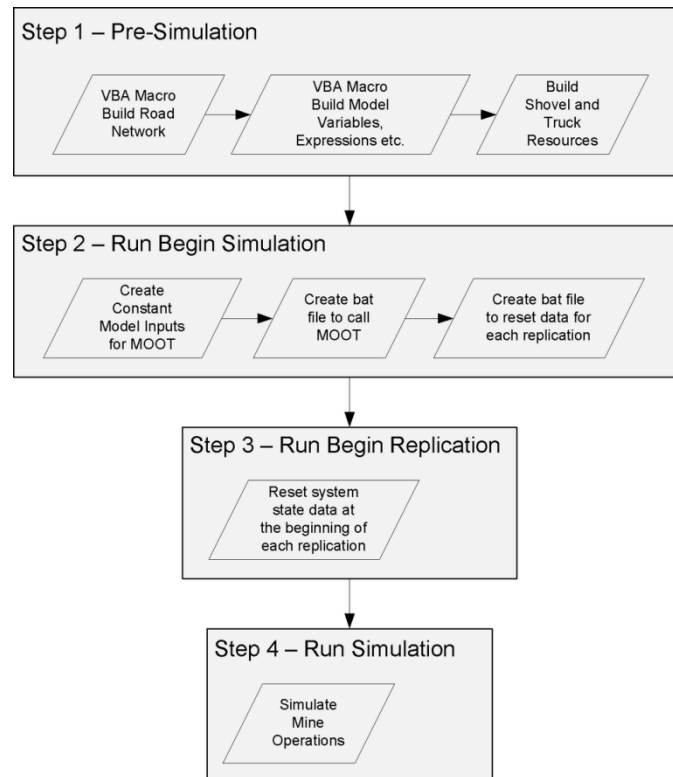 Step 1 – Pre-Simulation
VBA Macro
Build Road
Network
VBA Macro
Build Model
Variables,
Expressions etc.
Build
Shovel and
Truck
Resources
Step 2 – Run Begin Simulation
Create
Constant
Model Inputs
for MOOT
Create bat
file to call
MOOT
Create bat file
to reset data for
each replication
Step 3 – Run Begin Replication
Reset system
state data at
the beginning of
each replication
Step 4 – Run Simulation
Simulate
Mine
Operations